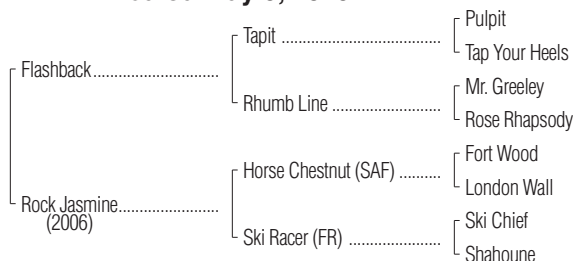 Pulpit
Tapit ........................................
Tap Your Heels
Flashback................................
Mr. Greeley
Rhumb Line ...........................
Rose Rhapsody
Fort Wood
Horse Chestnut (SAF) ..........
London Wall
Rock Jasmine.........................
(2006)
Ski Chief
Ski Racer (FR) .......................
Shahoune